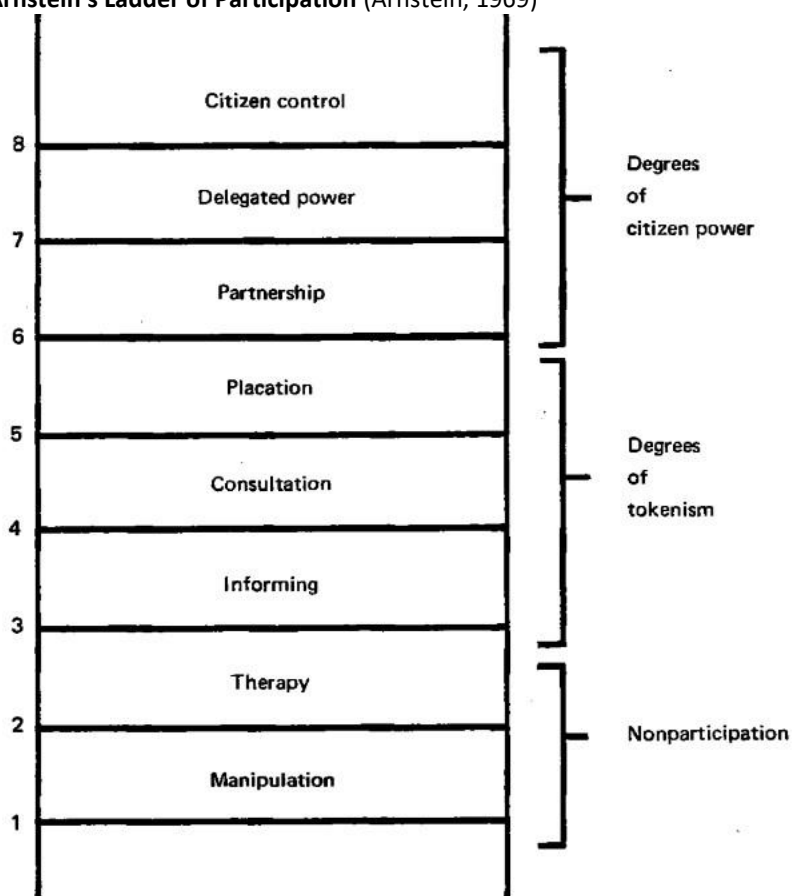 Arnstein's Ladder of Participation (Arnstein, 1969)
Citizen control
8
Delegated power
7
Partnership
6
Placation
5
Consultation
4
Informing
3
Therapy
2
Manipulation
1
Degrees
of
citizen power
Degrees
of
tokenism
Nonparticipation